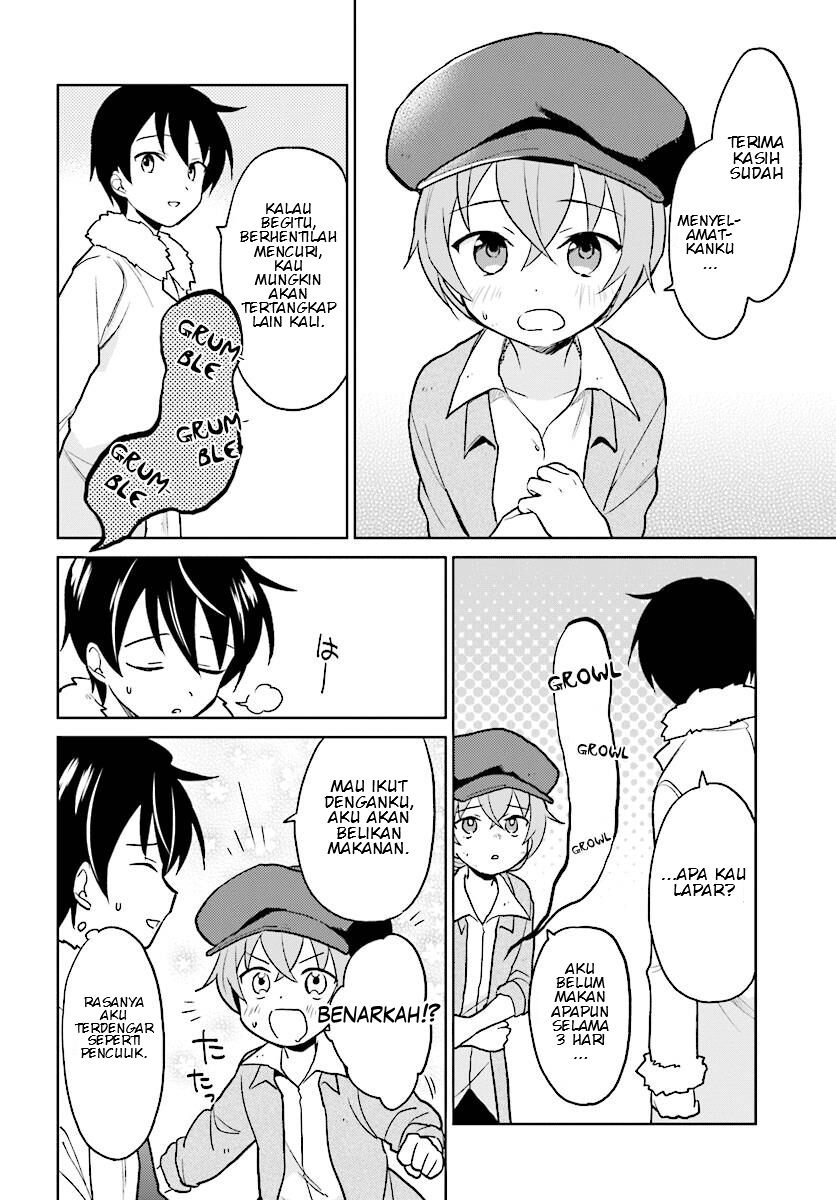 TERIMA
KASIH
SUDAH
MENYEL-
AMAT-
KANKU
...
KALAU
BEGITU,
BERHENTILAH
MENCURI,
KAU
MUNGKIN
AKAN
TERTANGKAP
LAIN KALI.
GRUM-
BLE
GRUM-
BLE
GRUM-
BLE
GROWL
GROWL
GROWL
...APA KAU
LAPAR?
AKU
BELUM
MAKAN
APAPUN
SELAMA
3 HARI
...
はー
MAU IKUT
DENGANKU,
AKU AKAN
BELIKAN
MAKANAN.
BENARKAH!?
たたっ
RASANYA
AKU
TERDENGAR
SEPERTI
PENCULIK.